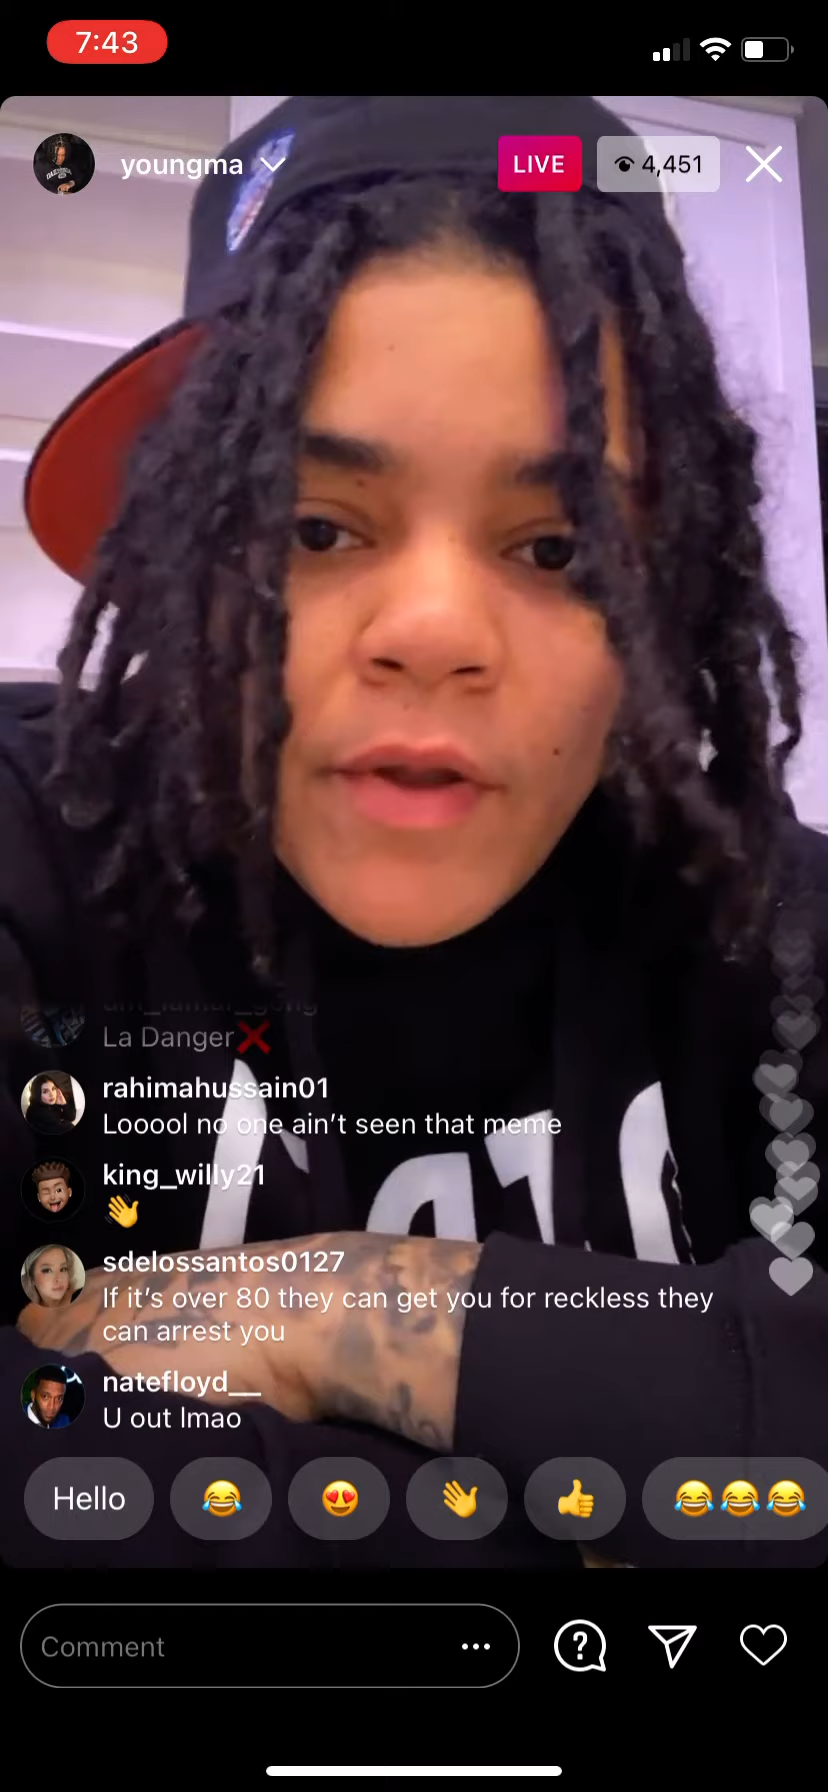 7:43
youngma
LIVE
4,451
La Danger❌
rahimahussain01
Looool no one ain’t seen that meme
king_willy21
👋
sdelossantos0127
If it’s over 80 they can get you for reckless they
can arrest you
natefloyd__
U out lmao
Hello 😂 😍 👋 👍 😂😂😂
Comment